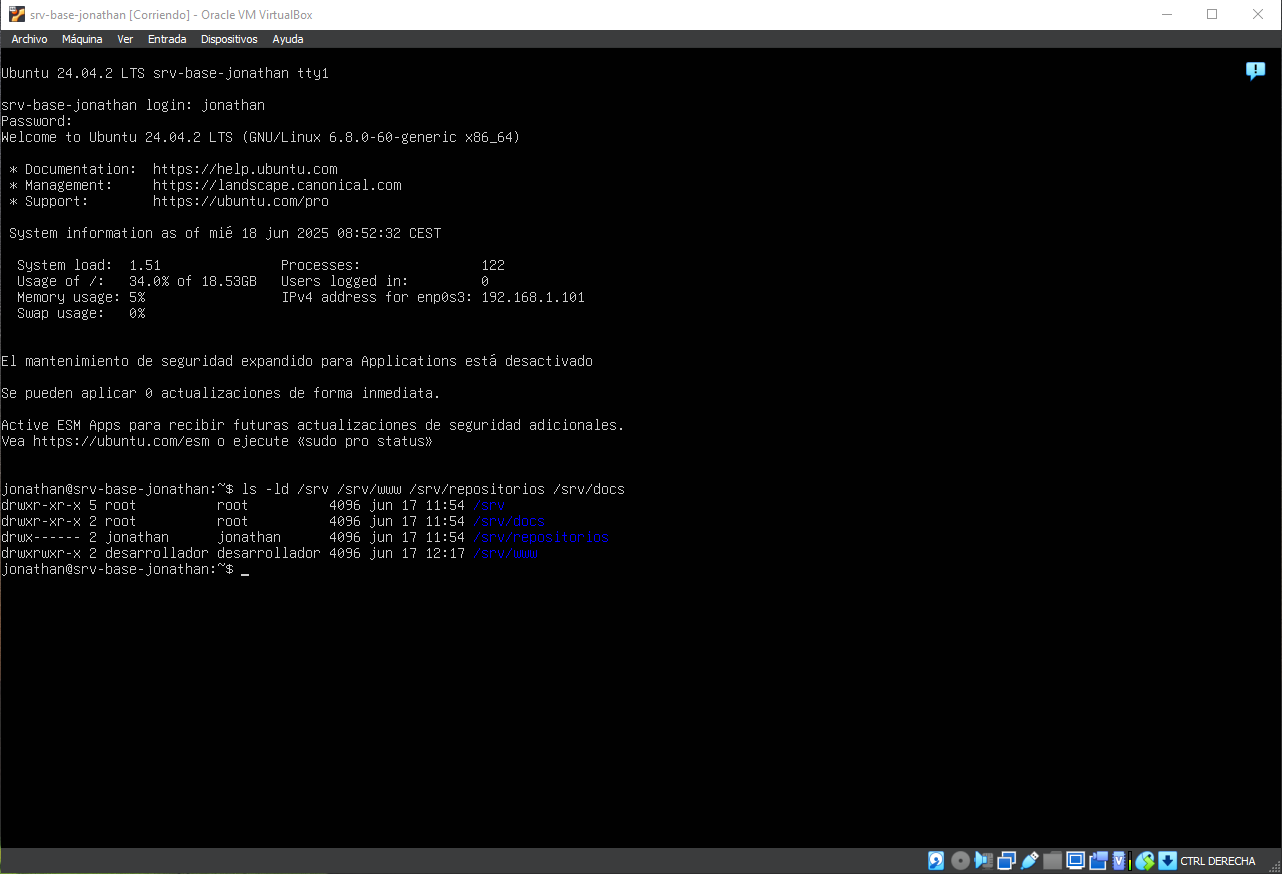 srv-base-jonathan [Corriendo] - Oracle VM VirtualBox
Archivo Máquina Ver Entrada Dispositivos Ayuda
Ubuntu 24.04.2 LTS srv-base-jonathan tty1
srv-base-jonathan login: jonathan
Password:
Welcome to Ubuntu 24.04.2 LTS (GNU/Linux 6.8.0-60-generic x86_64)
* Documentation: https://help.ubuntu.com
* Management: https://landscape.canonical.com
* Support: https://ubuntu.com/pro
System information as of mié 18 jun 2025 08:52:32 CEST
System load: 1.51 Processes: 122
Usage of /: 34.0% of 18.53GB Users logged in: 0
Memory usage: 5% IPv4 address for enp0s3: 192.168.1.101
Swap usage: 0%
El mantenimiento de seguridad expandido para Applications está desactivado
Se pueden aplicar 0 actualizaciones de forma inmediata.
Active ESM Apps para recibir futuras actualizaciones de seguridad adicionales.
Vea https://ubuntu.com/esm o ejecute «sudo pro status»
jonathan@srv-base-jonathan:~$ ls -ld /srv /srv/www /srv/repositorios /srv/docs
drwxr-xr-x 5 root root 4096 jun 17 11:54 /srv
drwxr-xr-x 2 root root 4096 jun 17 11:54 /srv/docs
drwx------ 2 jonathan jonathan 4096 jun 17 11:54 /srv/repositorios
drwxrwxr-x 2 desarrollador desarrollador 4096 jun 17 12:17 /srv/www
jonathan@srv-base-jonathan:~$ _
CTRL DERECHA